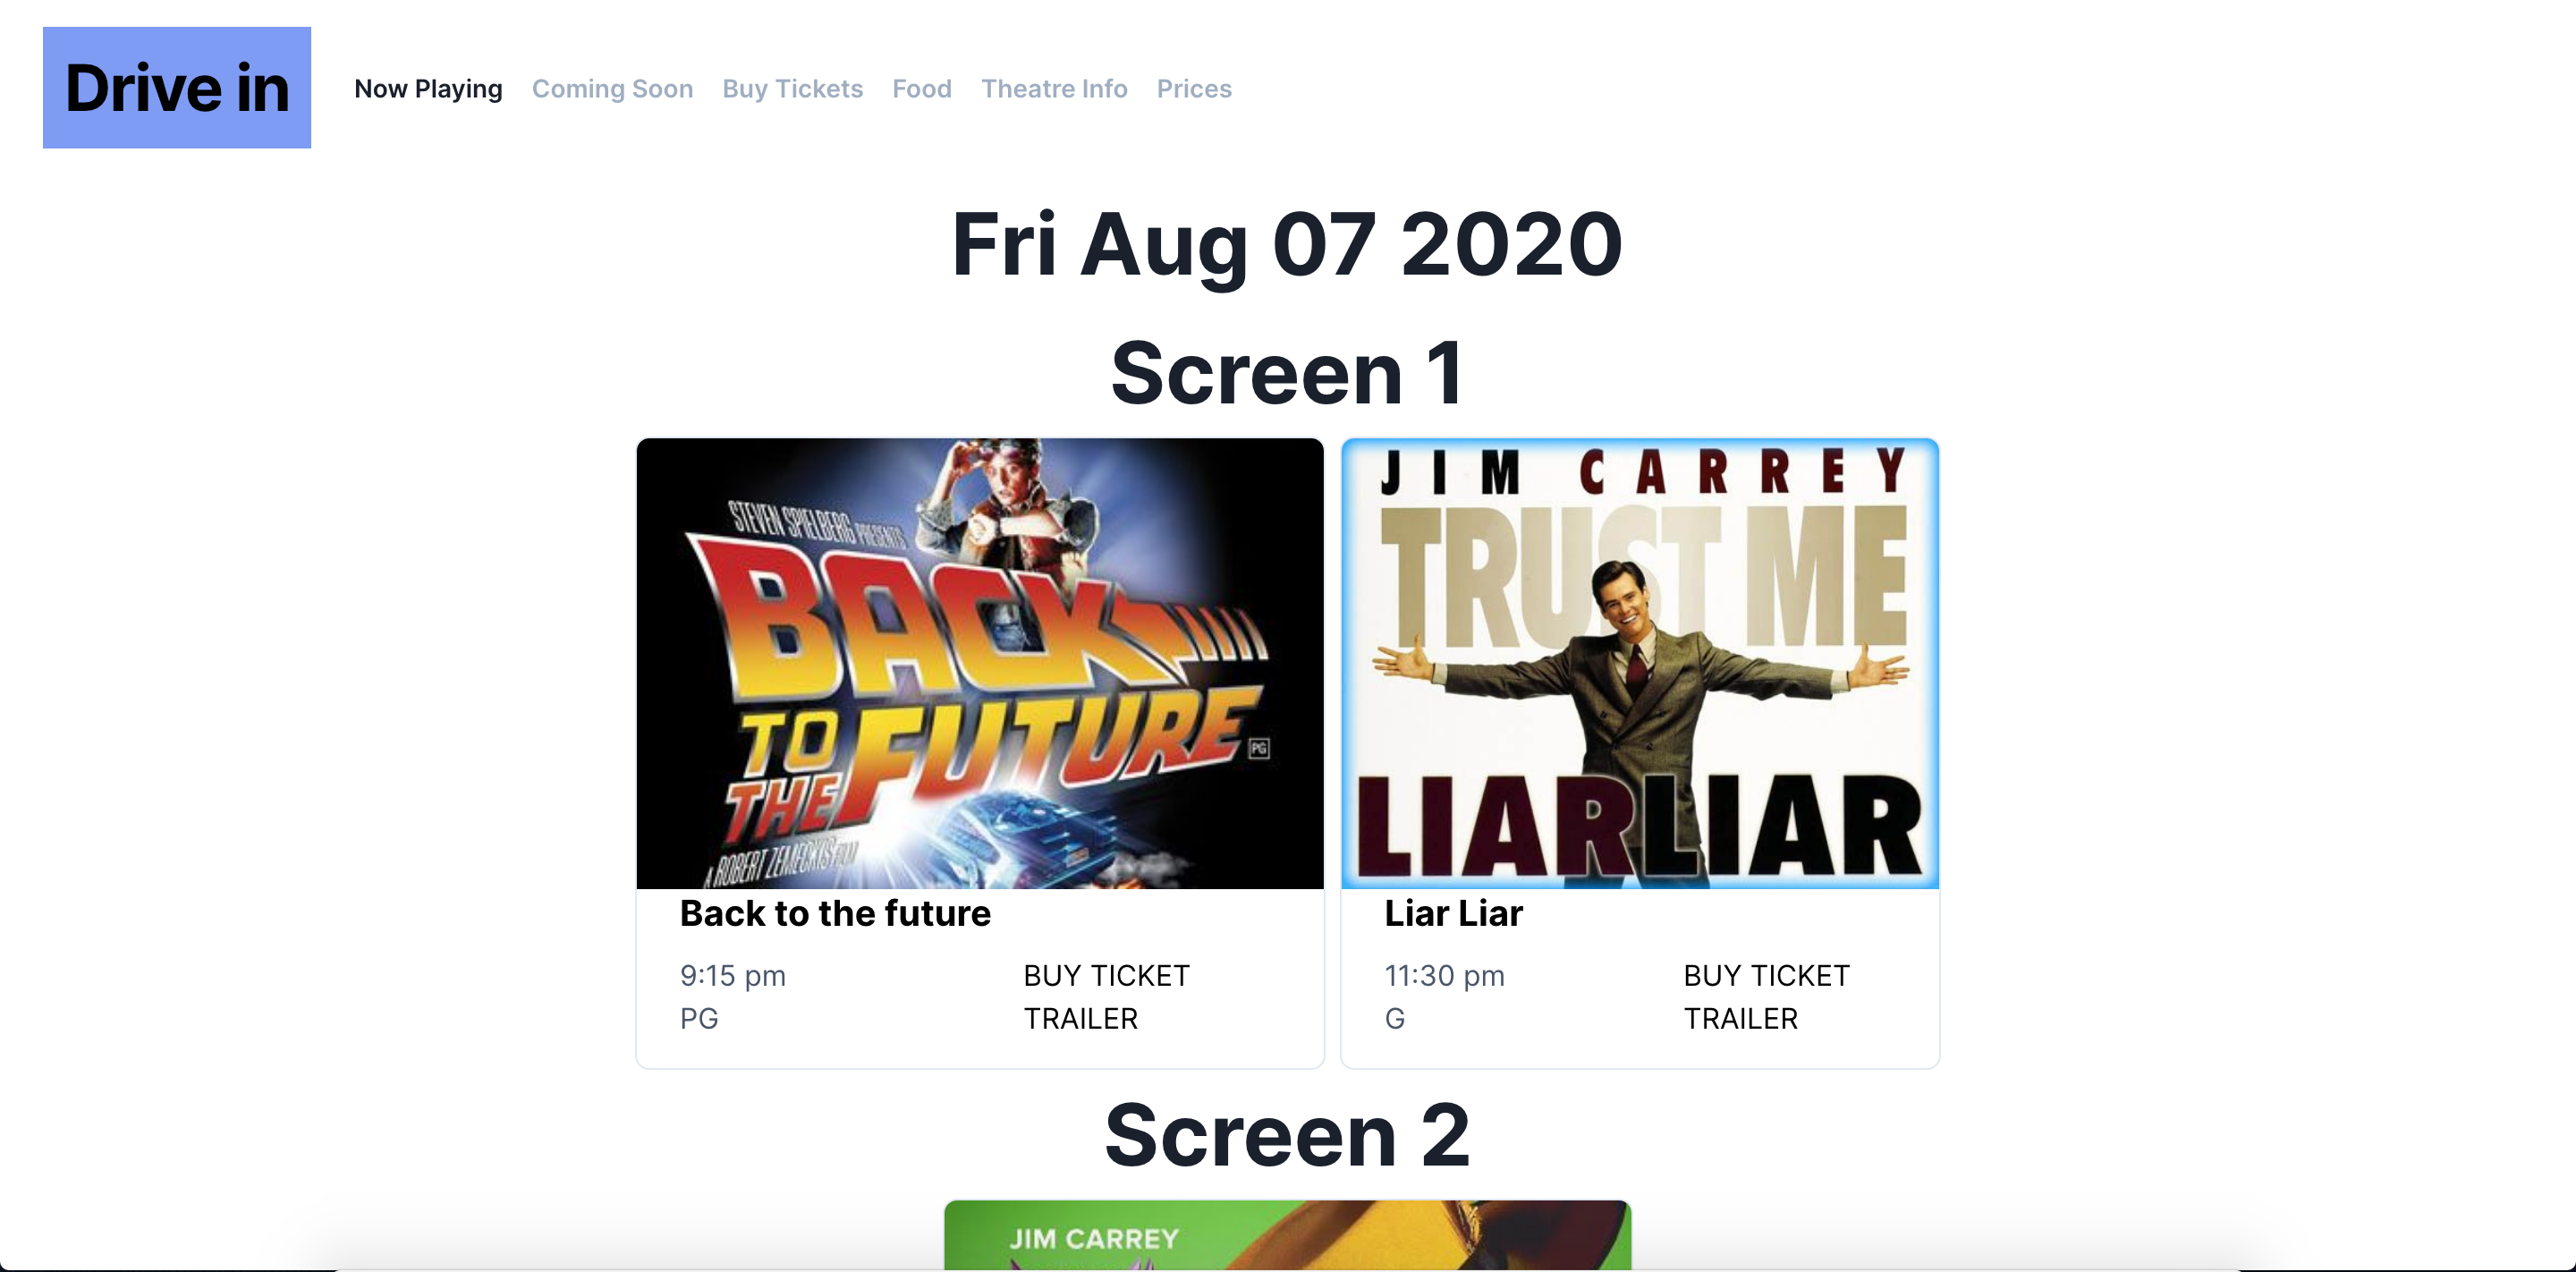 Drive in
Now Playing Coming Soon Buy Tickets Food Theatre Info Prices
Fri Aug 07 2020
Screen 1
STEVEN SPIELBERG PRESENTS
BACK
TO THE FUTURE
PG
A ROBERT ZEMECKIS FILM
Back to the future
9:15 pm BUY TICKET
PG TRAILER
JIM CARREY
TRUST ME
LIARLIAR
Liar Liar
11:30 pm BUY TICKET
G TRAILER
Screen 2
JIM CARREY